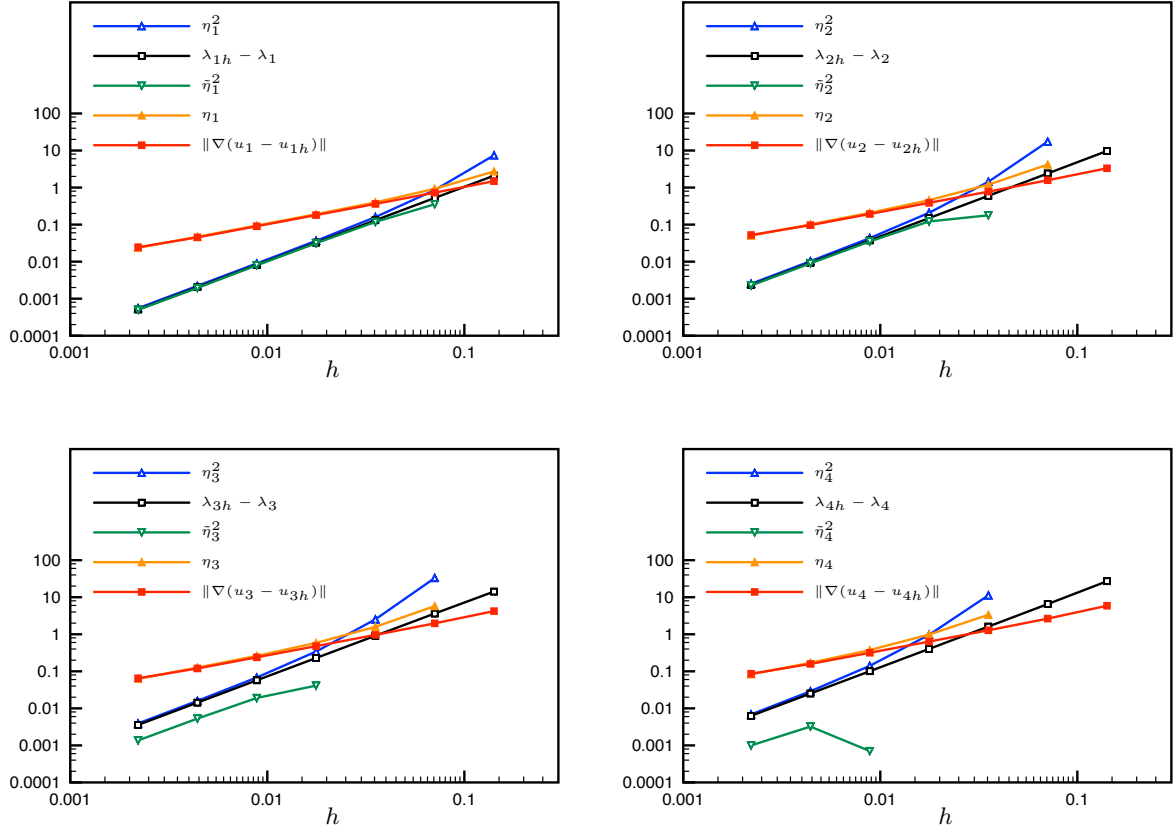 η₁²
λ₁ₕ − λ₁
η̃₁²
η₁
‖∇(u₁ − u₁ₕ)‖
100
10
1
0.1
0.01
0.001
0.0001
0.001 0.01 0.1
h
η₂²
λ₂ₕ − λ₂
η̃₂²
η₂
‖∇(u₂ − u₂ₕ)‖
100
10
1
0.1
0.01
0.001
0.0001
0.001 0.01 0.1
h
η₃²
λ₃ₕ − λ₃
η̃₃²
η₃
‖∇(u₃ − u₃ₕ)‖
100
10
1
0.1
0.01
0.001
0.0001
0.001 0.01 0.1
h
η₄²
λ₄ₕ − λ₄
η̃₄²
η₄
‖∇(u₄ − u₄ₕ)‖
100
10
1
0.1
0.01
0.001
0.0001
0.001 0.01 0.1
h